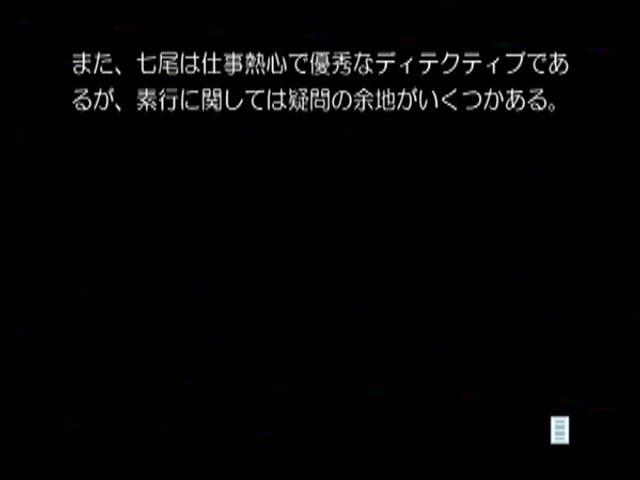 また、七尾は仕事熱心で優秀なディテクティブであ
るが、素行に関しては疑問の余地がいくつかある。